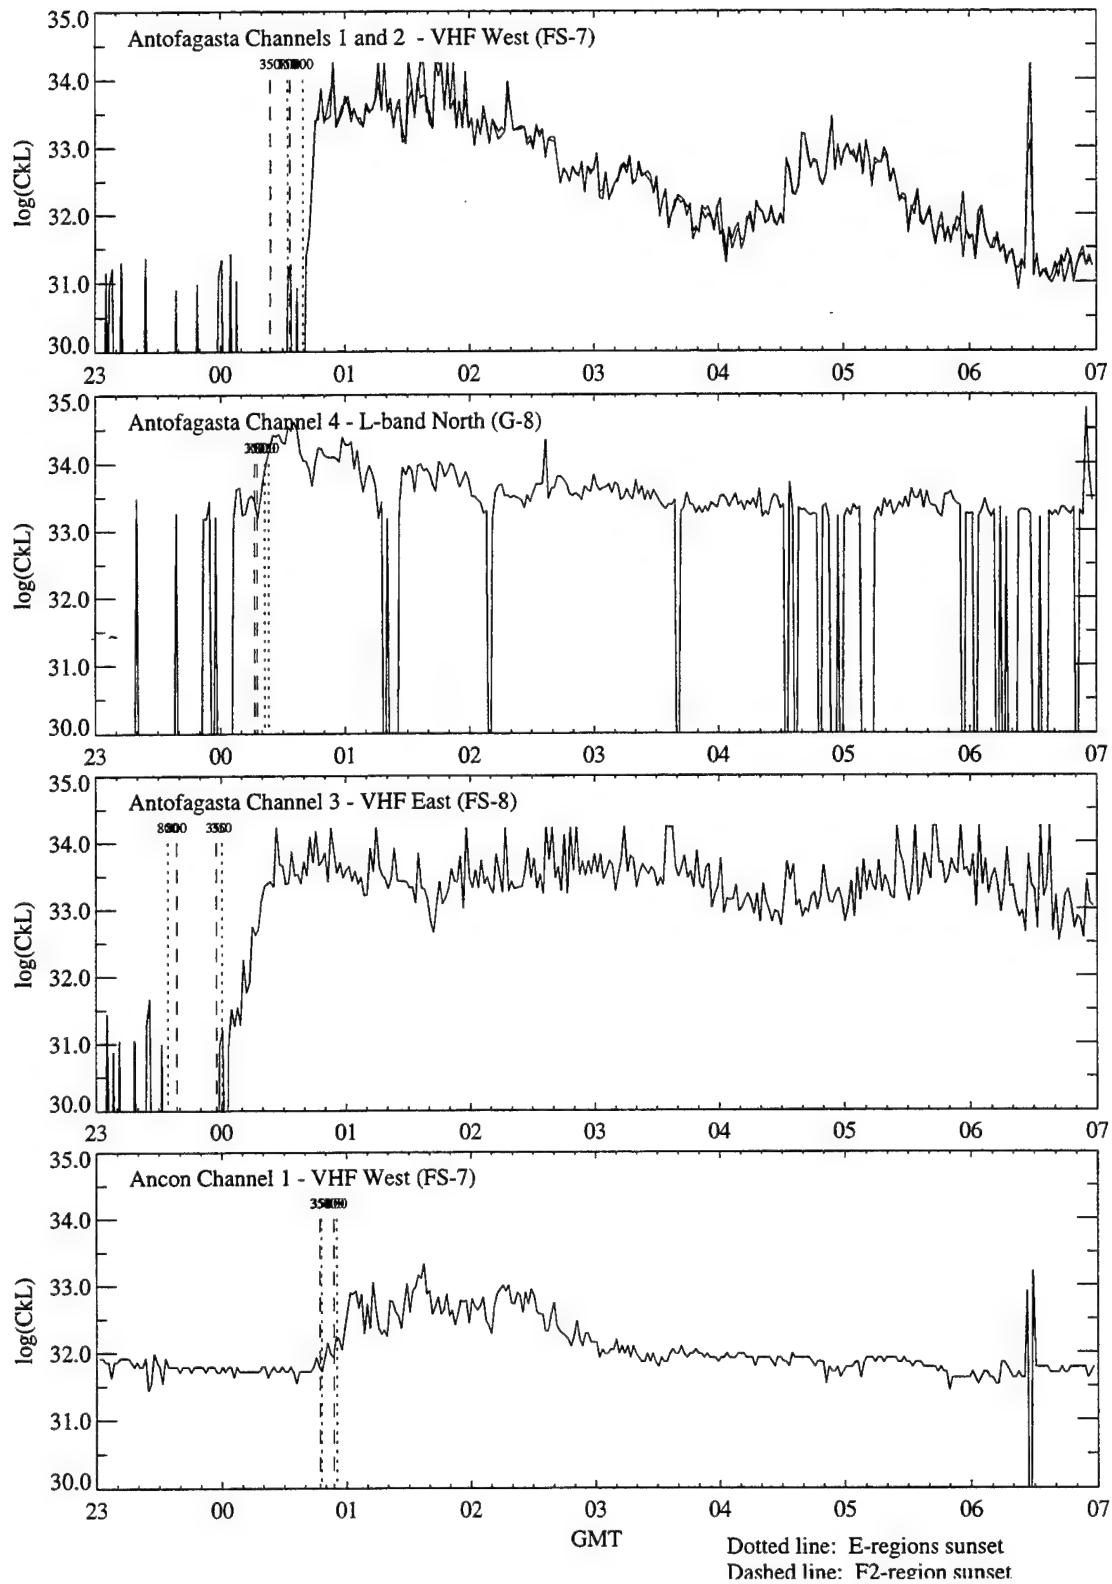 35.0
Antofagasta Channels 1 and 2 - VHF West (FS-7)
34.0
33.0
32.0
31.0
30.0
log(CkL)
23 00 01 02 03 04 05 06 07
35.0
Antofagasta Channel 4 - L-band North (G-8)
34.0
33.0
32.0
31.0
30.0
log(CkL)
23 00 01 02 03 04 05 06 07
35.0
Antofagasta Channel 3 - VHF East (FS-8)
34.0
33.0
32.0
31.0
30.0
log(CkL)
23 00 01 02 03 04 05 06 07
35.0
Ancon Channel 1 - VHF West (FS-7)
34.0
33.0
32.0
31.0
30.0
log(CkL)
23 00 01 02 03 04 05 06 07
GMT
Dotted line: E-regions sunset
Dashed line: F2-region sunset